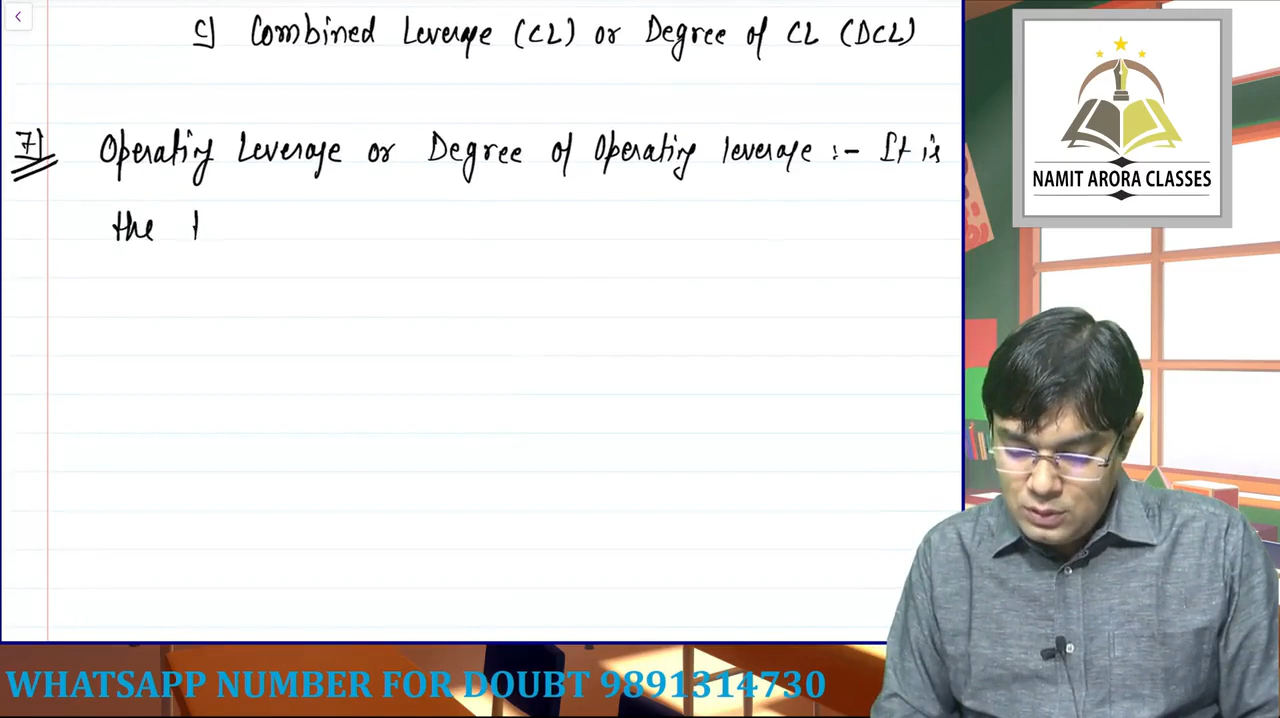 c) Combined Leverage (CL) or Degree of CL (DCL)
7) Operating Leverage or Degree of Operating leverage :- It is
the
NAMIT ARORA CLASSES
WHATSAPP NUMBER FOR DOUBT 9891314730